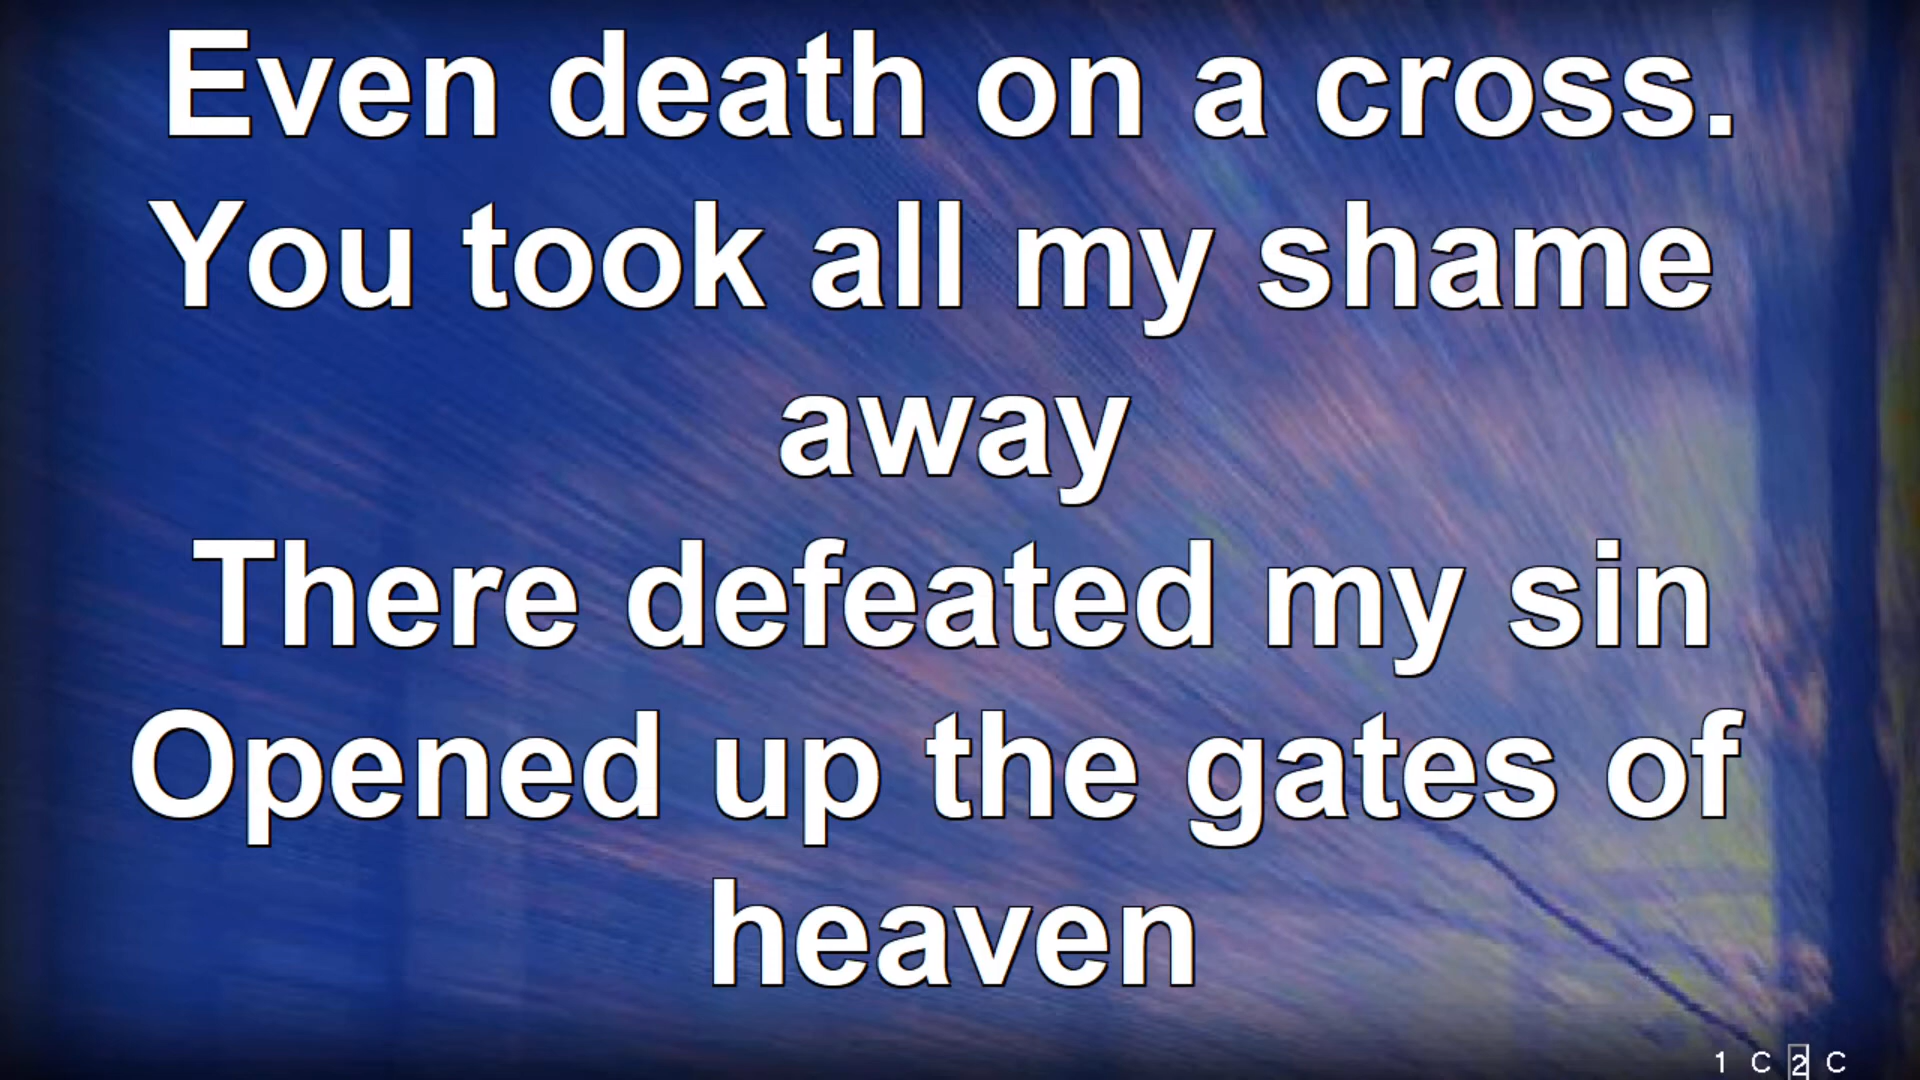 Even death on a cross.
You took all my shame
away
There defeated my sin
Opened up the gates of
heaven
1 C 2 C